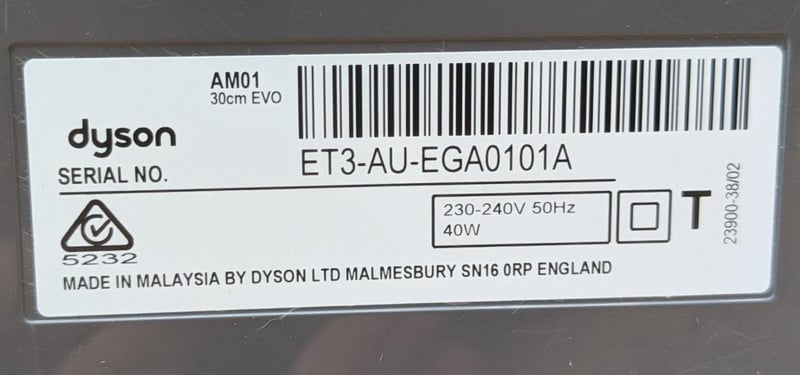 AM01
30cm EVO
dyson
SERIAL NO.
ET3-AU-EGA0101A
230-240V 50Hz
40W
T
23900-38/02
5232
MADE IN MALAYSIA BY DYSON LTD MALMESBURY SN16 0RP ENGLAND